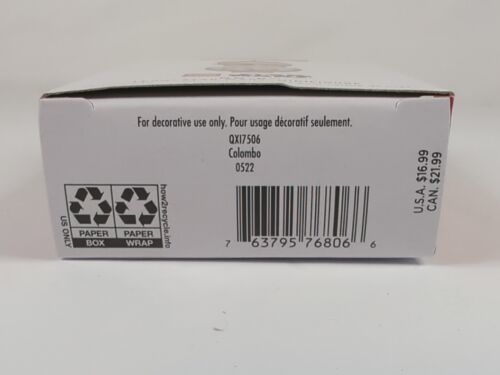 For decorative use only. Pour usage décoratif seulement.
QXI7506
Colombo
0522
U.S.A. $16.99
CAN. $21.99
US ONLY
PAPER
BOX
PAPER
WRAP
how2recycle.info
7 63795 76806 6